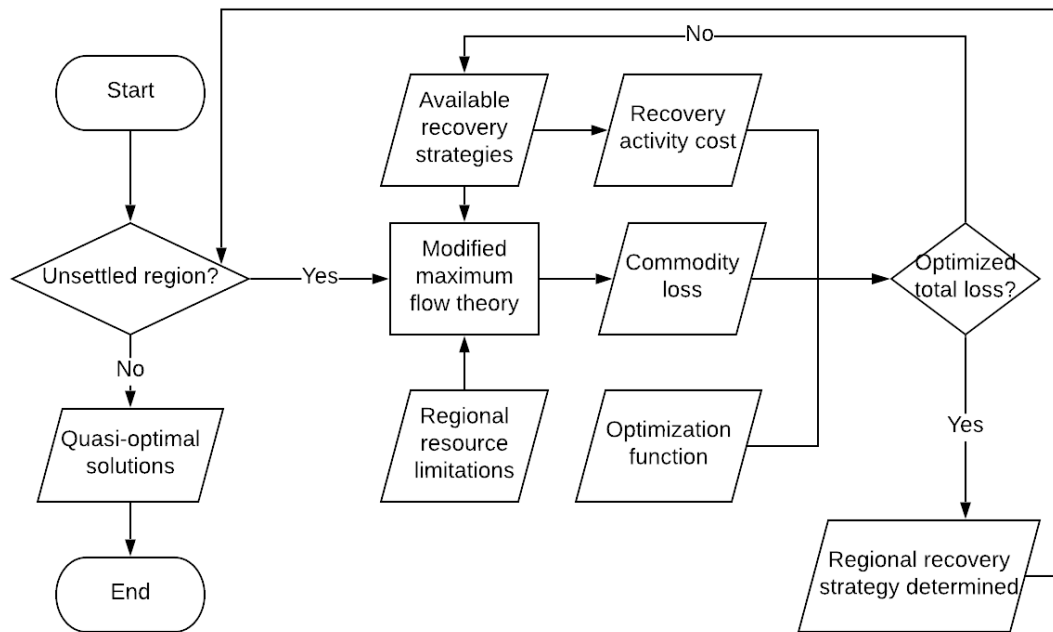 Start
Unsettled region?
Yes
No
Quasi-optimal
solutions
End
No
Available
recovery
strategies
Recovery
activity cost
Modified
maximum
flow theory
Commodity
loss
Regional
resource
limitations
Optimization
function
Optimized
total loss?
Yes
Regional recovery
strategy determined